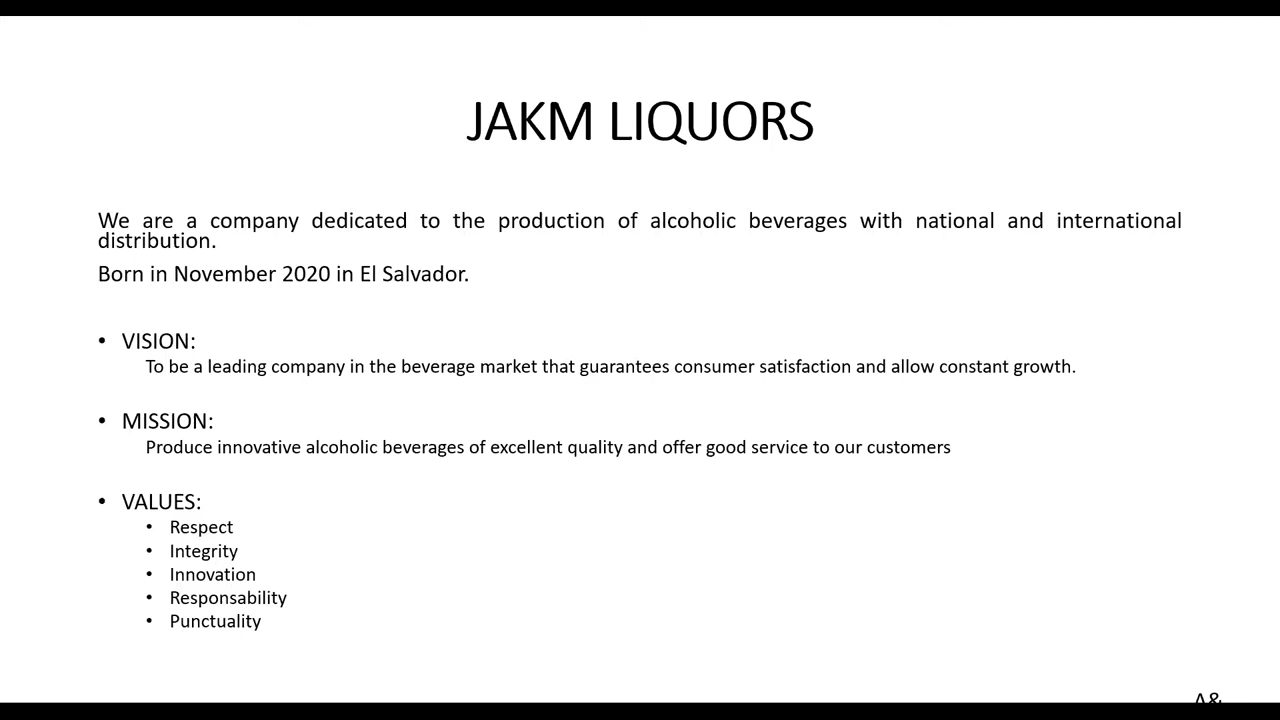 JAKM LIQUORS
We are a company dedicated to the production of alcoholic beverages with national and international
distribution.
Born in November 2020 in El Salvador.
• VISION:
To be a leading company in the beverage market that guarantees consumer satisfaction and allow constant growth.
• MISSION:
Produce innovative alcoholic beverages of excellent quality and offer good service to our customers
• VALUES:
• Respect
• Integrity
• Innovation
• Responsability
• Punctuality
A&